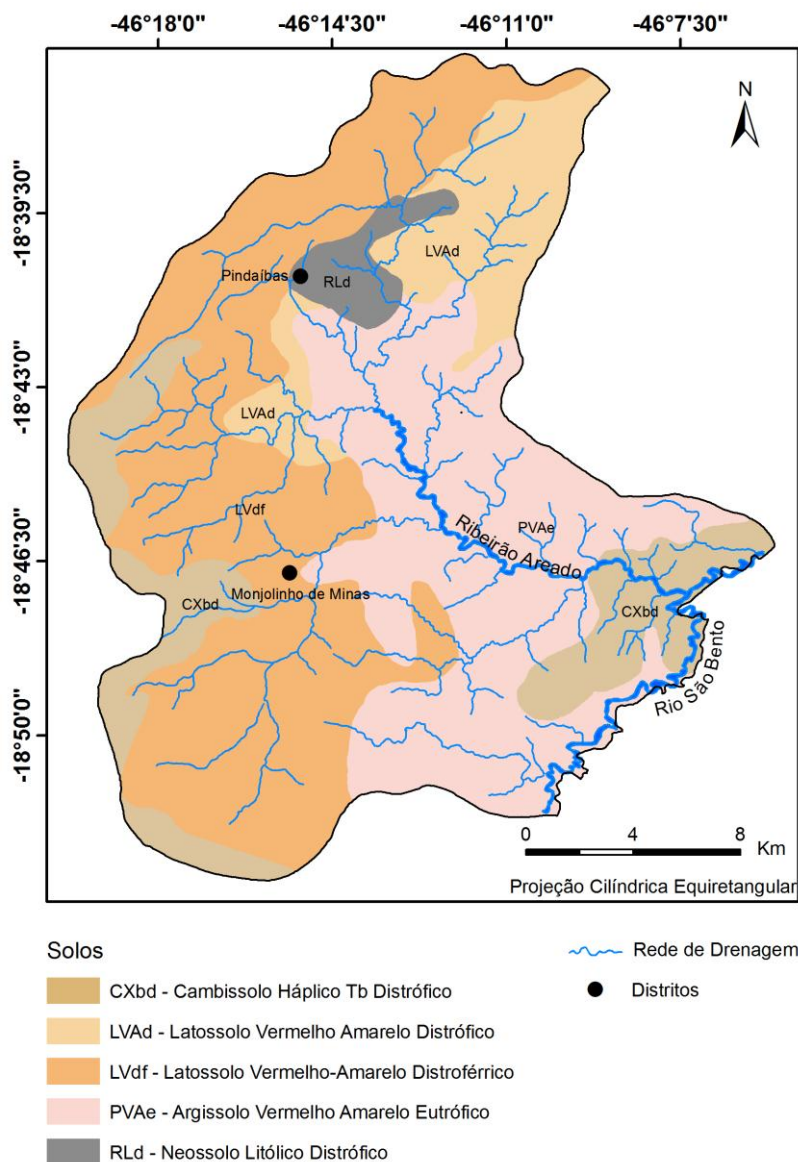 -46°18'0" -46°14'30" -46°11'0" -46°7'30"
N
-18°39'30"
LVAd
Pindaíbas
RLd
-18°43'0"
LVAd
LVdf
PVAe
Ribeirão Areado
-18°46'30"
Monjolinho de Minas
CXbd
CXbd
Rio São Bento
-18°50'0"
0 4 8
Km
Projeção Cilíndrica Equiretangular
Solos
Rede de Drenagem
CXbd - Cambissolo Háplico Tb Distrófico
Distritos
LVAd - Latossolo Vermelho Amarelo Distrófico
LVdf - Latossolo Vermelho-Amarelo Distroférrico
PVAe - Argissolo Vermelho Amarelo Eutrófico
RLd - Neossolo Litólico Distrófico